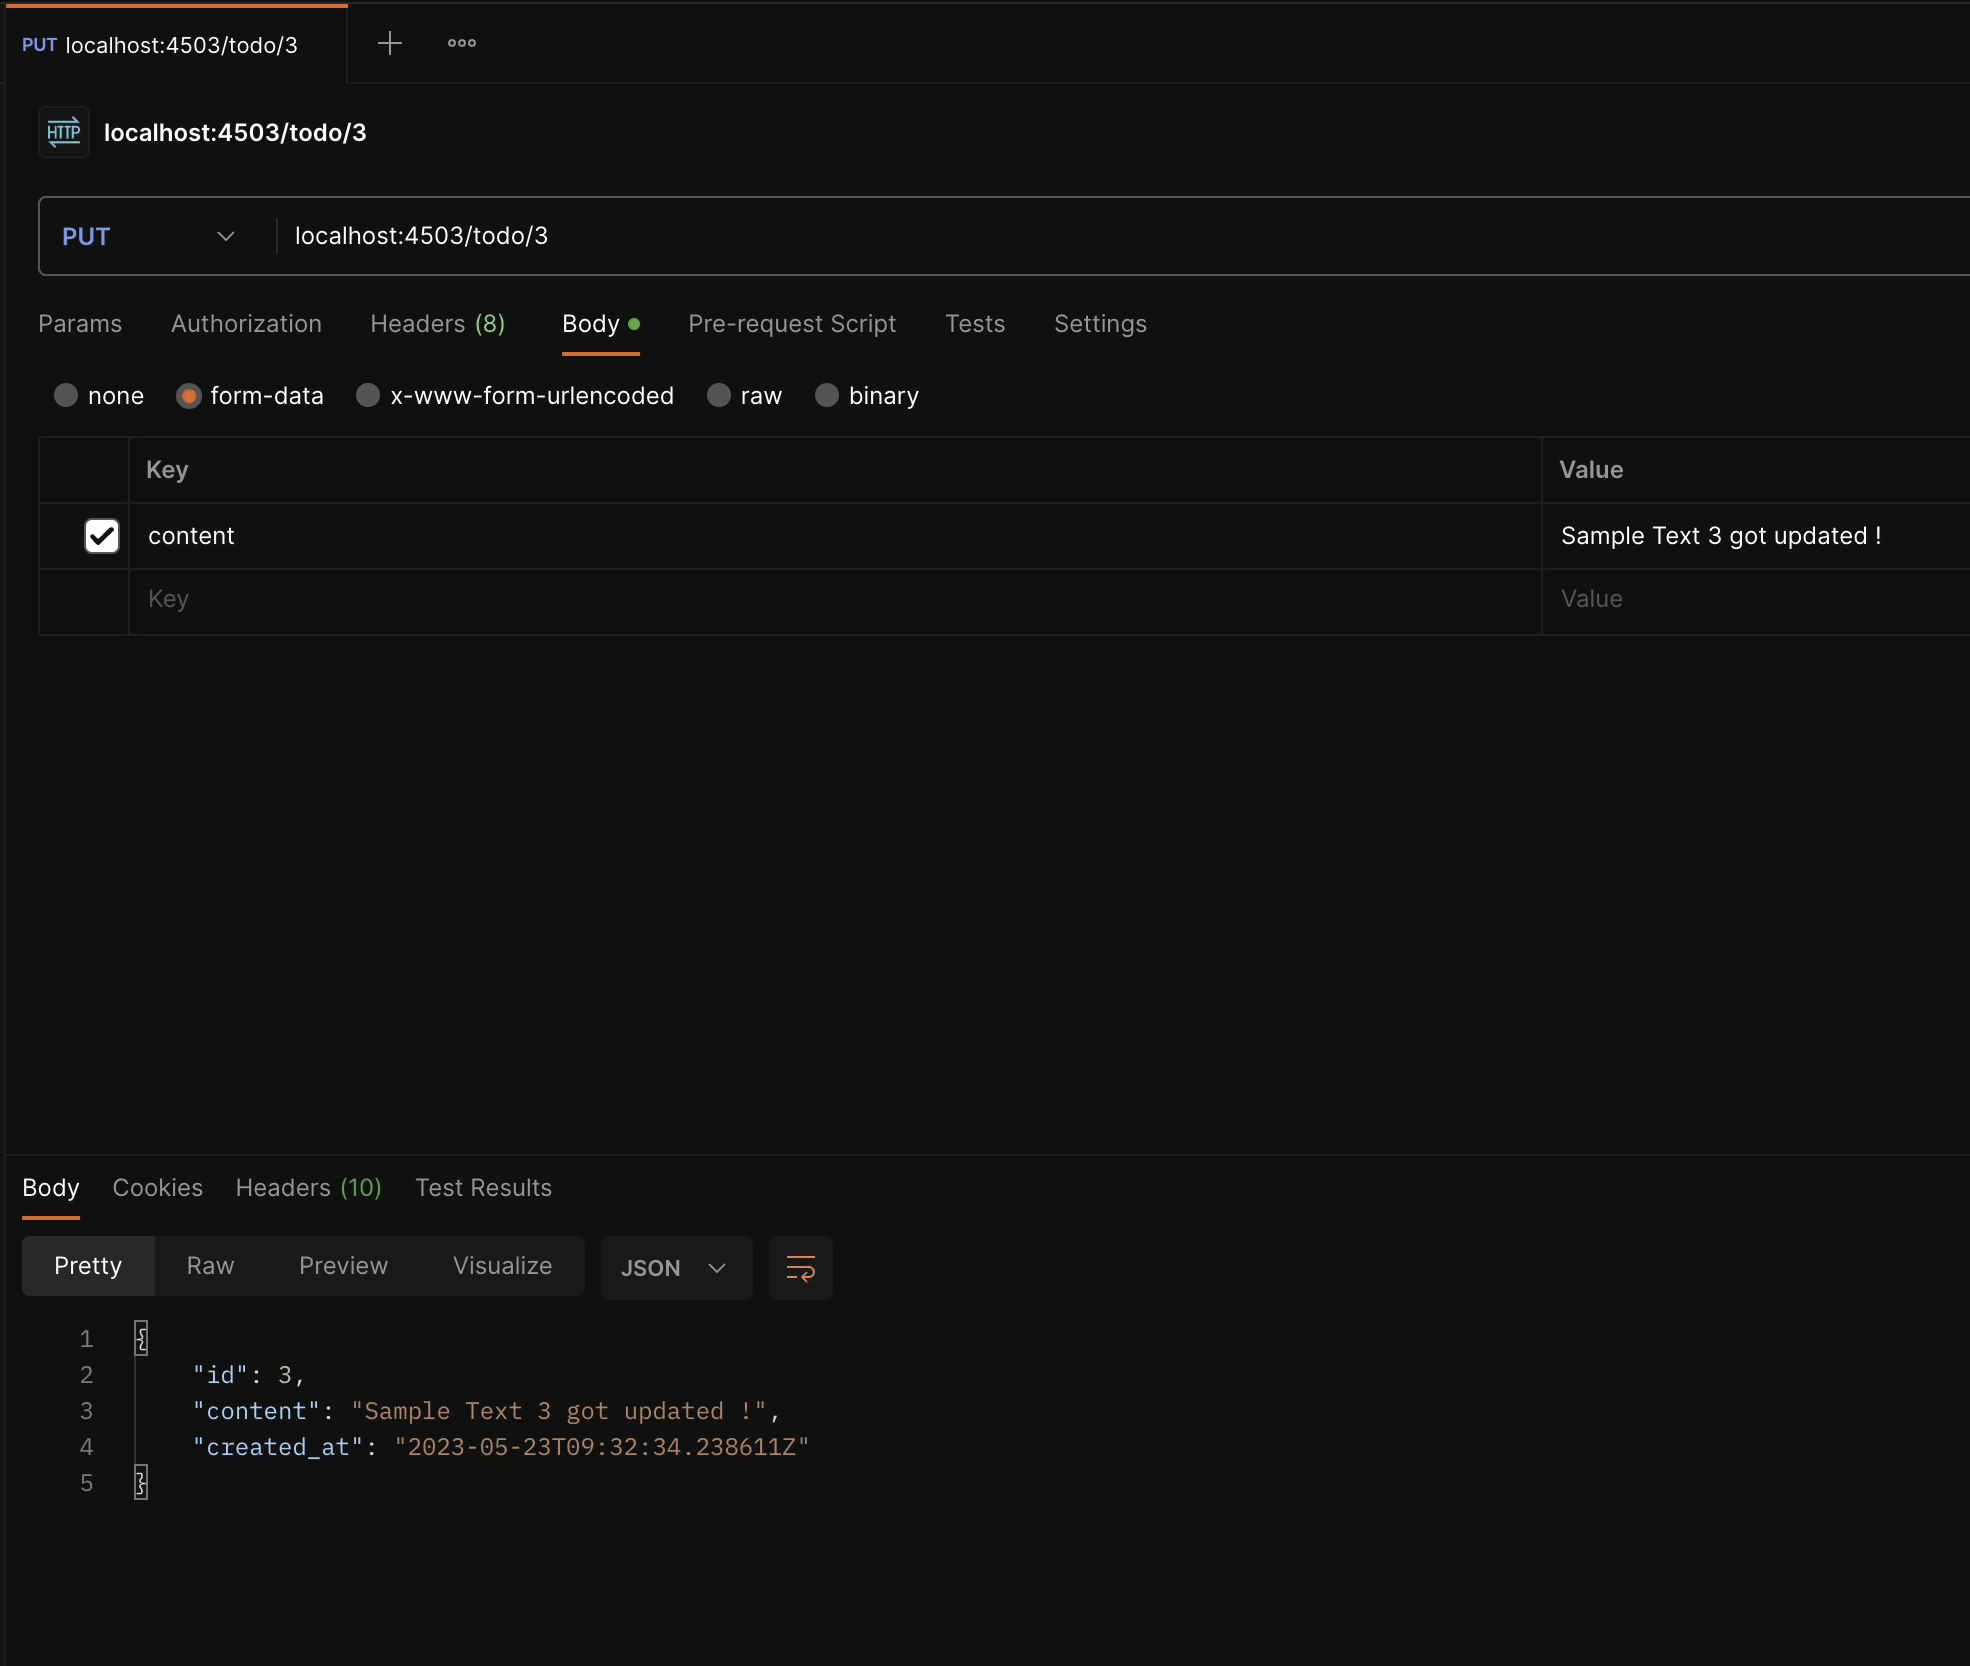 PUT localhost:4503/todo/3
HTTP localhost:4503/todo/3
PUT localhost:4503/todo/3
Params Authorization Headers (8) Body Pre-request Script Tests Settings
none form-data x-www-form-urlencoded raw binary
Key Value
content Sample Text 3 got updated !
Key Value
Body Cookies Headers (10) Test Results
Pretty Raw Preview Visualize JSON
1 {
2 "id": 3,
3 "content": "Sample Text 3 got updated !",
4 "created_at": "2023-05-23T09:32:34.238611Z"
5 }